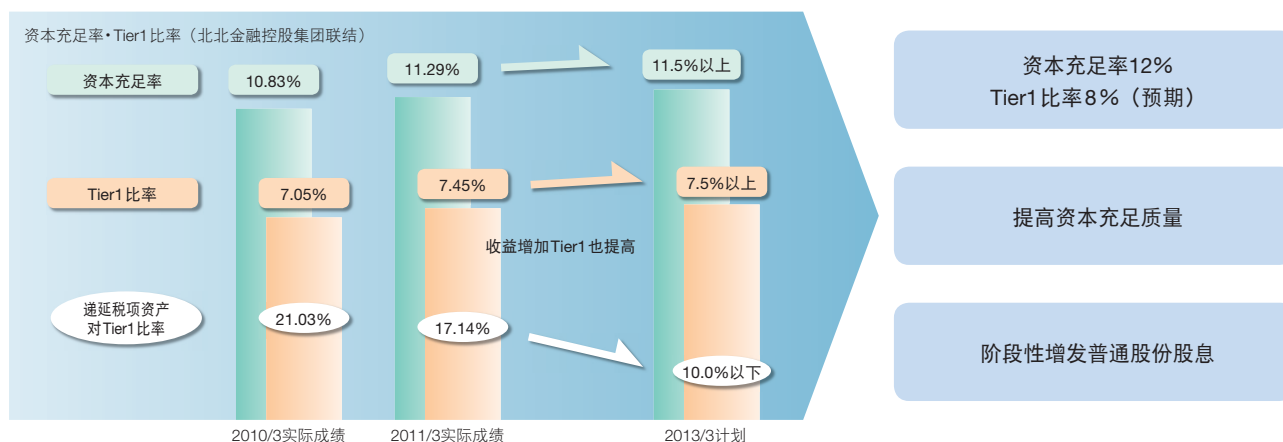 资本充足率・Tier1比率（北北金融控股集团联结）
资本充足率
10.83%
11.29%
11.5%以上
Tier1比率
7.05%
7.45%
7.5%以上
收益增加Tier1也提高
递延税项资产
对Tier1比率
21.03%
17.14%
10.0%以下
2010/3实际成绩
2011/3实际成绩
2013/3计划
资本充足率12%
Tier1比率8%（预期）
提高资本充足质量
阶段性增发普通股份股息